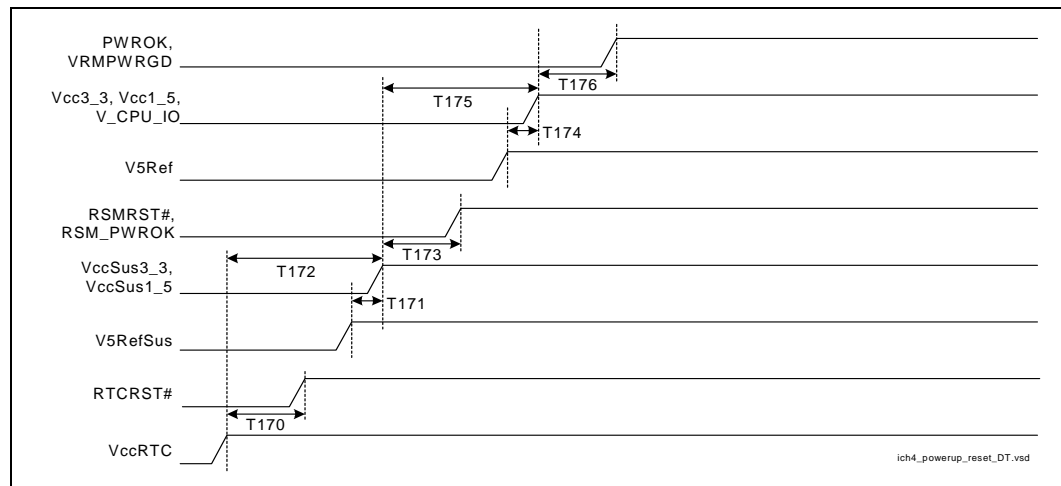 PWROK,
VRMPWRGD
T176
T175
Vcc3_3, Vcc1_5,
V_CPU_IO
T174
V5Ref
RSMRST#,
RSM_PWROK
T173
T172
VccSus3_3,
VccSus1_5
T171
V5RefSus
RTCRST#
T170
VccRTC
ich4_powerup_reset_DT.vsd